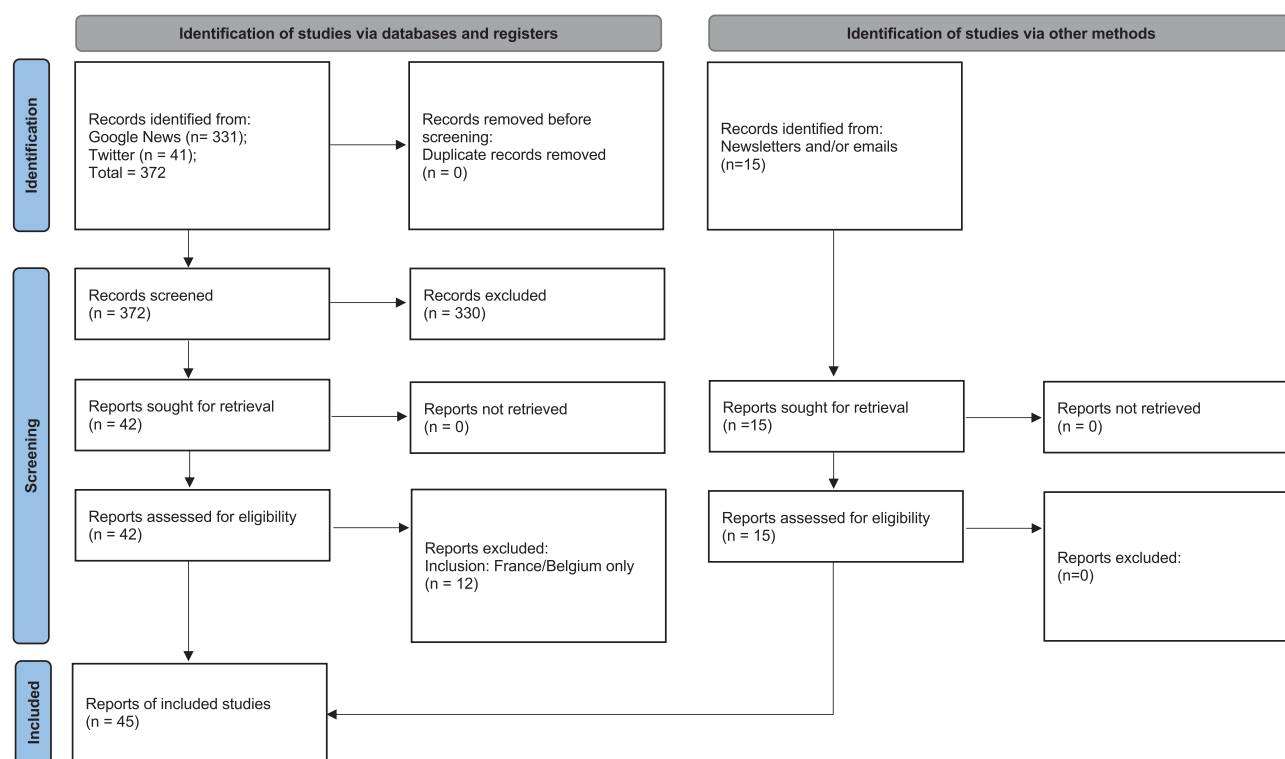 Identification of studies via databases and registers
Identification of studies via other methods
Identification
Records identified from:
Google News (n= 331);
Twitter (n = 41);
Total = 372
Records removed before
screening:
Duplicate records removed
(n = 0)
Records identified from:
Newsletters and/or emails
(n=15)
Screening
Records screened
(n = 372)
Records excluded
(n = 330)
Reports sought for retrieval
(n = 42)
Reports not retrieved
(n = 0)
Reports sought for retrieval
(n =15)
Reports not retrieved
(n = 0)
Reports assessed for eligibility
(n = 42)
Reports excluded:
Inclusion: France/Belgium only
(n = 12)
Reports assessed for eligibility
(n = 15)
Reports excluded:
(n=0)
Included
Reports of included studies
(n = 45)